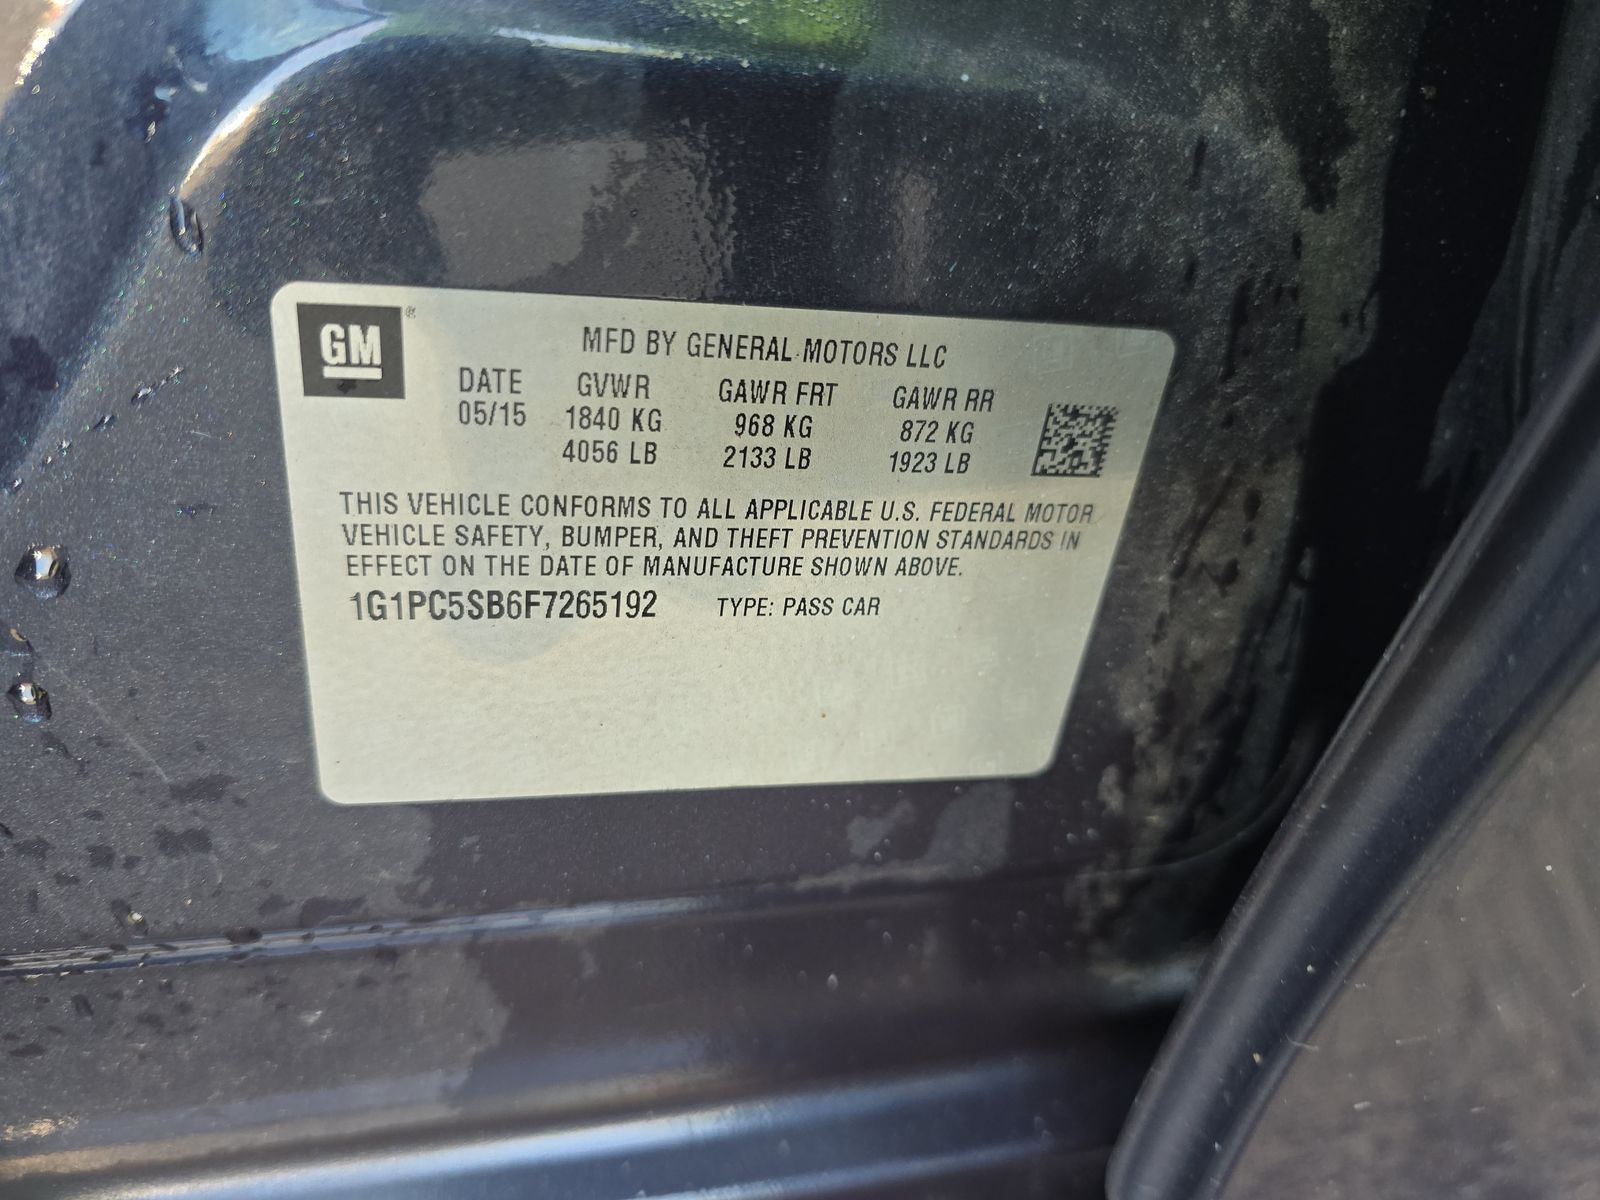 GM ®
MFD BY GENERAL MOTORS LLC
DATE GVWR GAWR FRT GAWR RR
05/15 1840 KG 968 KG 872 KG
4056 LB 2133 LB 1923 LB
THIS VEHICLE CONFORMS TO ALL APPLICABLE U.S. FEDERAL MOTOR
VEHICLE SAFETY, BUMPER, AND THEFT PREVENTION STANDARDS IN
EFFECT ON THE DATE OF MANUFACTURE SHOWN ABOVE.
1G1PC5SB6F7265192 TYPE: PASS CAR